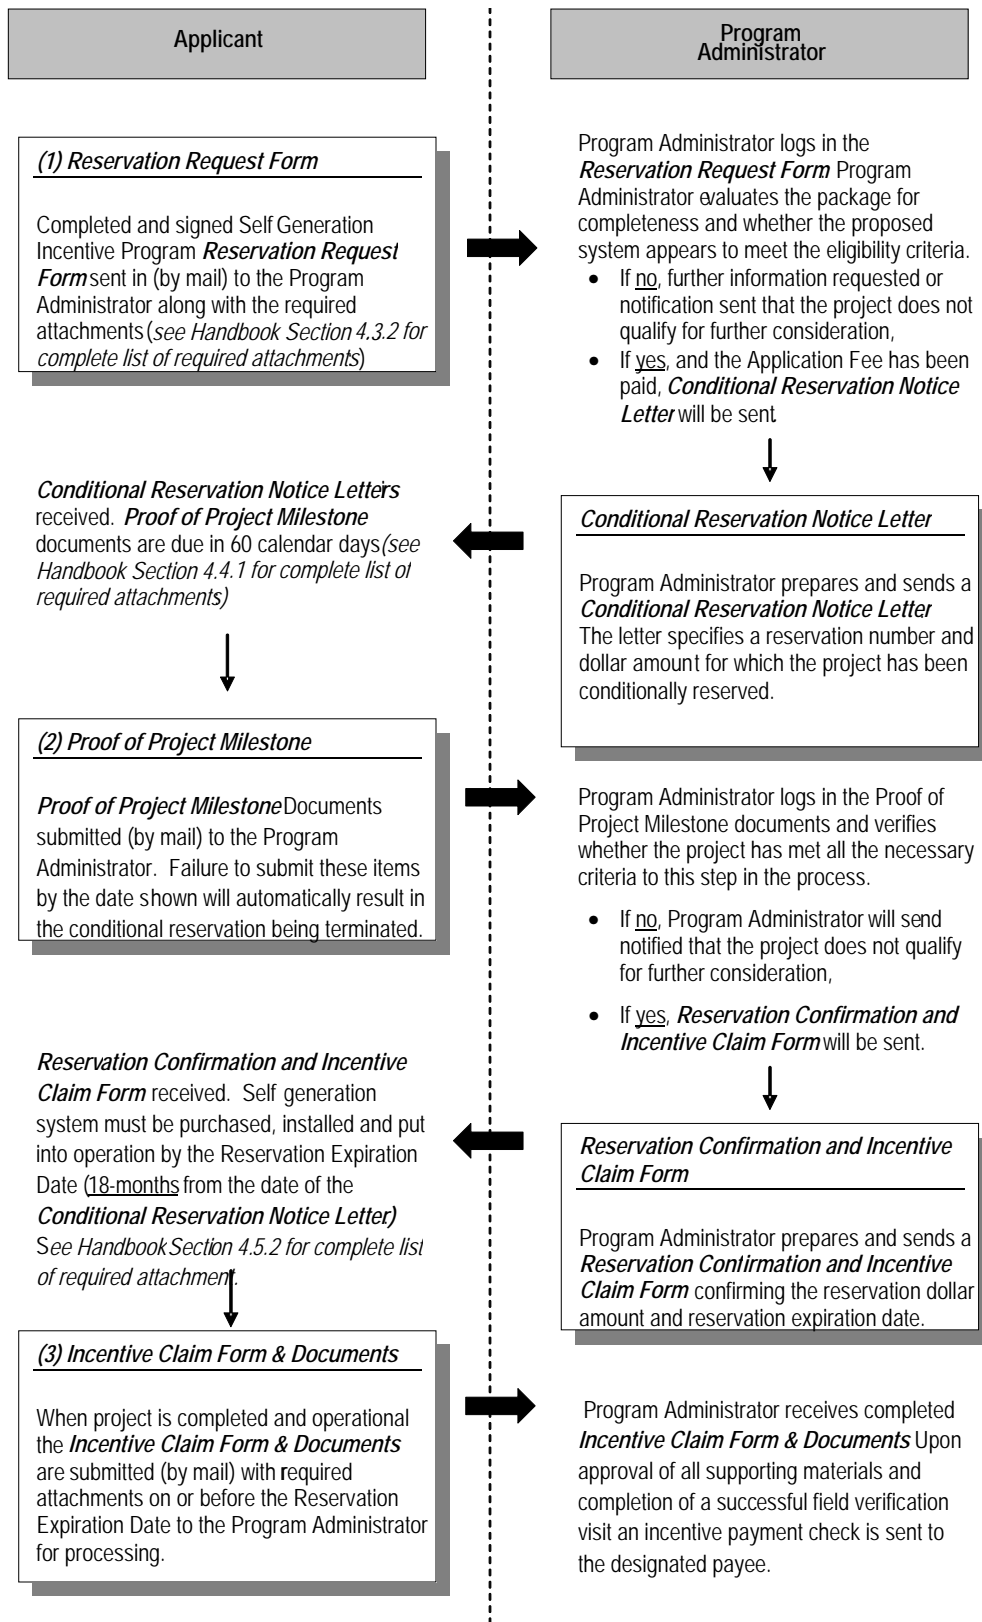 Applicant
Program
Administrator
(1) Reservation Request Form
Completed and signed Self Generation
Incentive Program Reservation Request
Form sent in (by mail) to the Program
Administrator along with the required
attachments (see Handbook Section 4.3.2 for
complete list of required attachments)
Program Administrator logs in the
Reservation Request Form. Program
Administrator evaluates the package for
completeness and whether the proposed
system appears to meet the eligibility criteria.
• If no, further information requested or
notification sent that the project does not
qualify for further consideration,
• If yes, and the Application Fee has been
paid, Conditional Reservation Notice
Letter will be sent.
Conditional Reservation Notice Letter
Program Administrator prepares and sends a
Conditional Reservation Notice Letter.
The letter specifies a reservation number and
dollar amount for which the project has been
conditionally reserved.
Conditional Reservation Notice Letters
received. Proof of Project Milestone
documents are due in 60 calendar days (see
Handbook Section 4.4.1 for complete list of
required attachments)
(2) Proof of Project Milestone
Proof of Project Milestone Documents
submitted (by mail) to the Program
Administrator. Failure to submit these items
by the date shown will automatically result in
the conditional reservation being terminated.
Program Administrator logs in the Proof of
Project Milestone documents and verifies
whether the project has met all the necessary
criteria to this step in the process.
• If no, Program Administrator will send
notified that the project does not qualify
for further consideration,
• If yes, Reservation Confirmation and
Incentive Claim Form will be sent.
Reservation Confirmation and Incentive
Claim Form
Program Administrator prepares and sends a
Reservation Confirmation and Incentive
Claim Form confirming the reservation dollar
amount and reservation expiration date.
Reservation Confirmation and Incentive
Claim Form received. Self generation
system must be purchased, installed and put
into operation by the Reservation Expiration
Date (18-months from the date of the
Conditional Reservation Notice Letter.)
See Handbook Section 4.5.2 for complete list
of required attachment.
(3) Incentive Claim Form & Documents
When project is completed and operational
the Incentive Claim Form & Documents
are submitted (by mail) with required
attachments on or before the Reservation
Expiration Date to the Program Administrator
for processing.
Program Administrator receives completed
Incentive Claim Form & Documents Upon
approval of all supporting materials and
completion of a successful field verification
visit an incentive payment check is sent to
the designated payee.